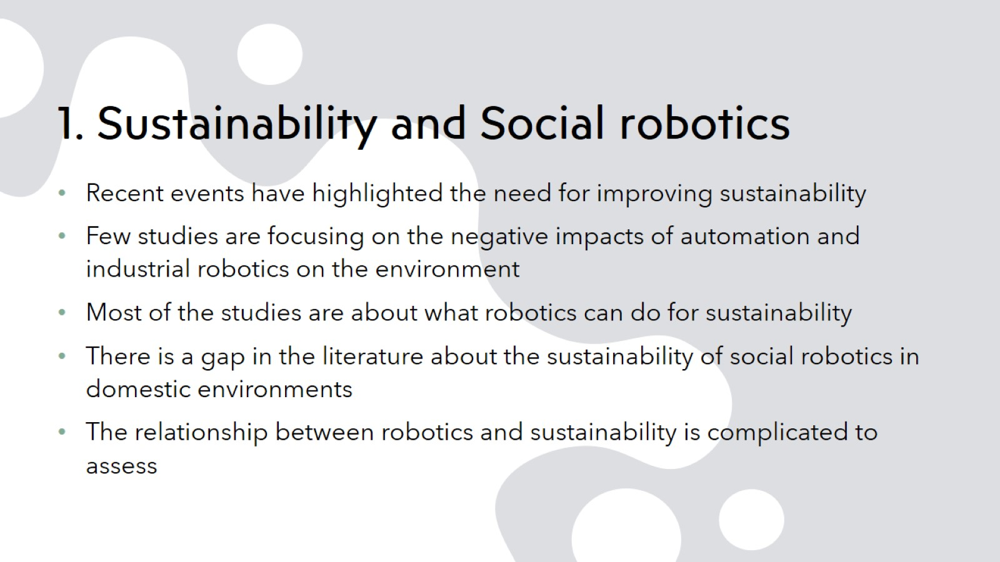 1. Sustainability and Social robotics
• Recent events have highlighted the need for improving sustainability
• Few studies are focusing on the negative impacts of automation and
industrial robotics on the environment
• Most of the studies are about what robotics can do for sustainability
• There is a gap in the literature about the sustainability of social robotics in
domestic environments
• The relationship between robotics and sustainability is complicated to
assess